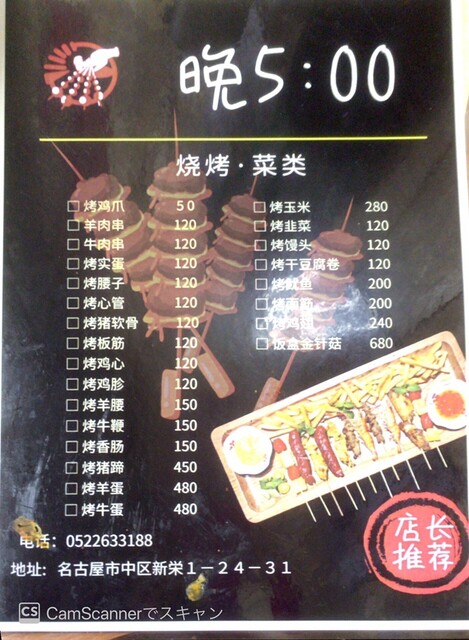 晚5:00
烧烤·菜类
□ 烤鸡爪 50
□ 羊肉串 120
□ 牛肉串 120
□ 烤实蛋 120
□ 烤腰子 120
□ 烤心管 120
□ 烤猪软骨 120
□ 烤板筋 120
□ 烤鸡心 120
□ 烤鸡胗 120
□ 烤羊腰 150
□ 烤牛鞭 150
□ 烤香肠 150
□ 烤猪蹄 450
□ 烤羊蛋 480
□ 烤牛蛋 480
□ 烤玉米 280
□ 烤韭菜 120
□ 烤馒头 120
□ 烤干豆腐卷 120
□ 烤鱿鱼 200
□ 烤面筋 200
□ 烤鸡翅 240
□ 饭盒金针菇 680
店长
推荐
电话: 0522633188
地址: 名古屋市中区新栄1-24-31
CS CamScannerでスキャン